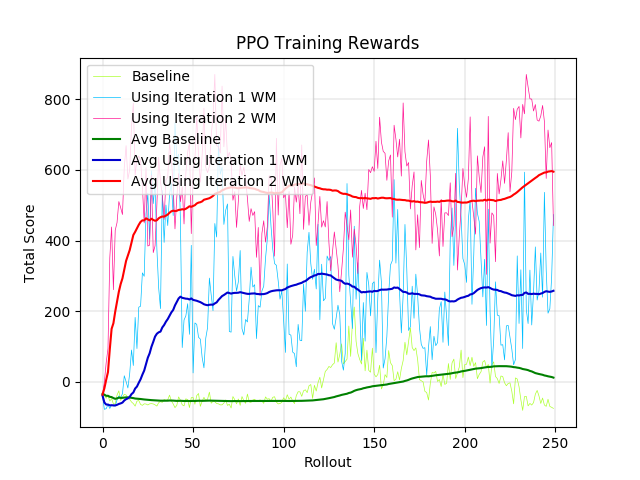 PPO Training Rewards
Total Score
800
600
400
200
0
Baseline
Using Iteration 1 WM
Using Iteration 2 WM
Avg Baseline
Avg Using Iteration 1 WM
Avg Using Iteration 2 WM
0 50 100 150 200 250
Rollout